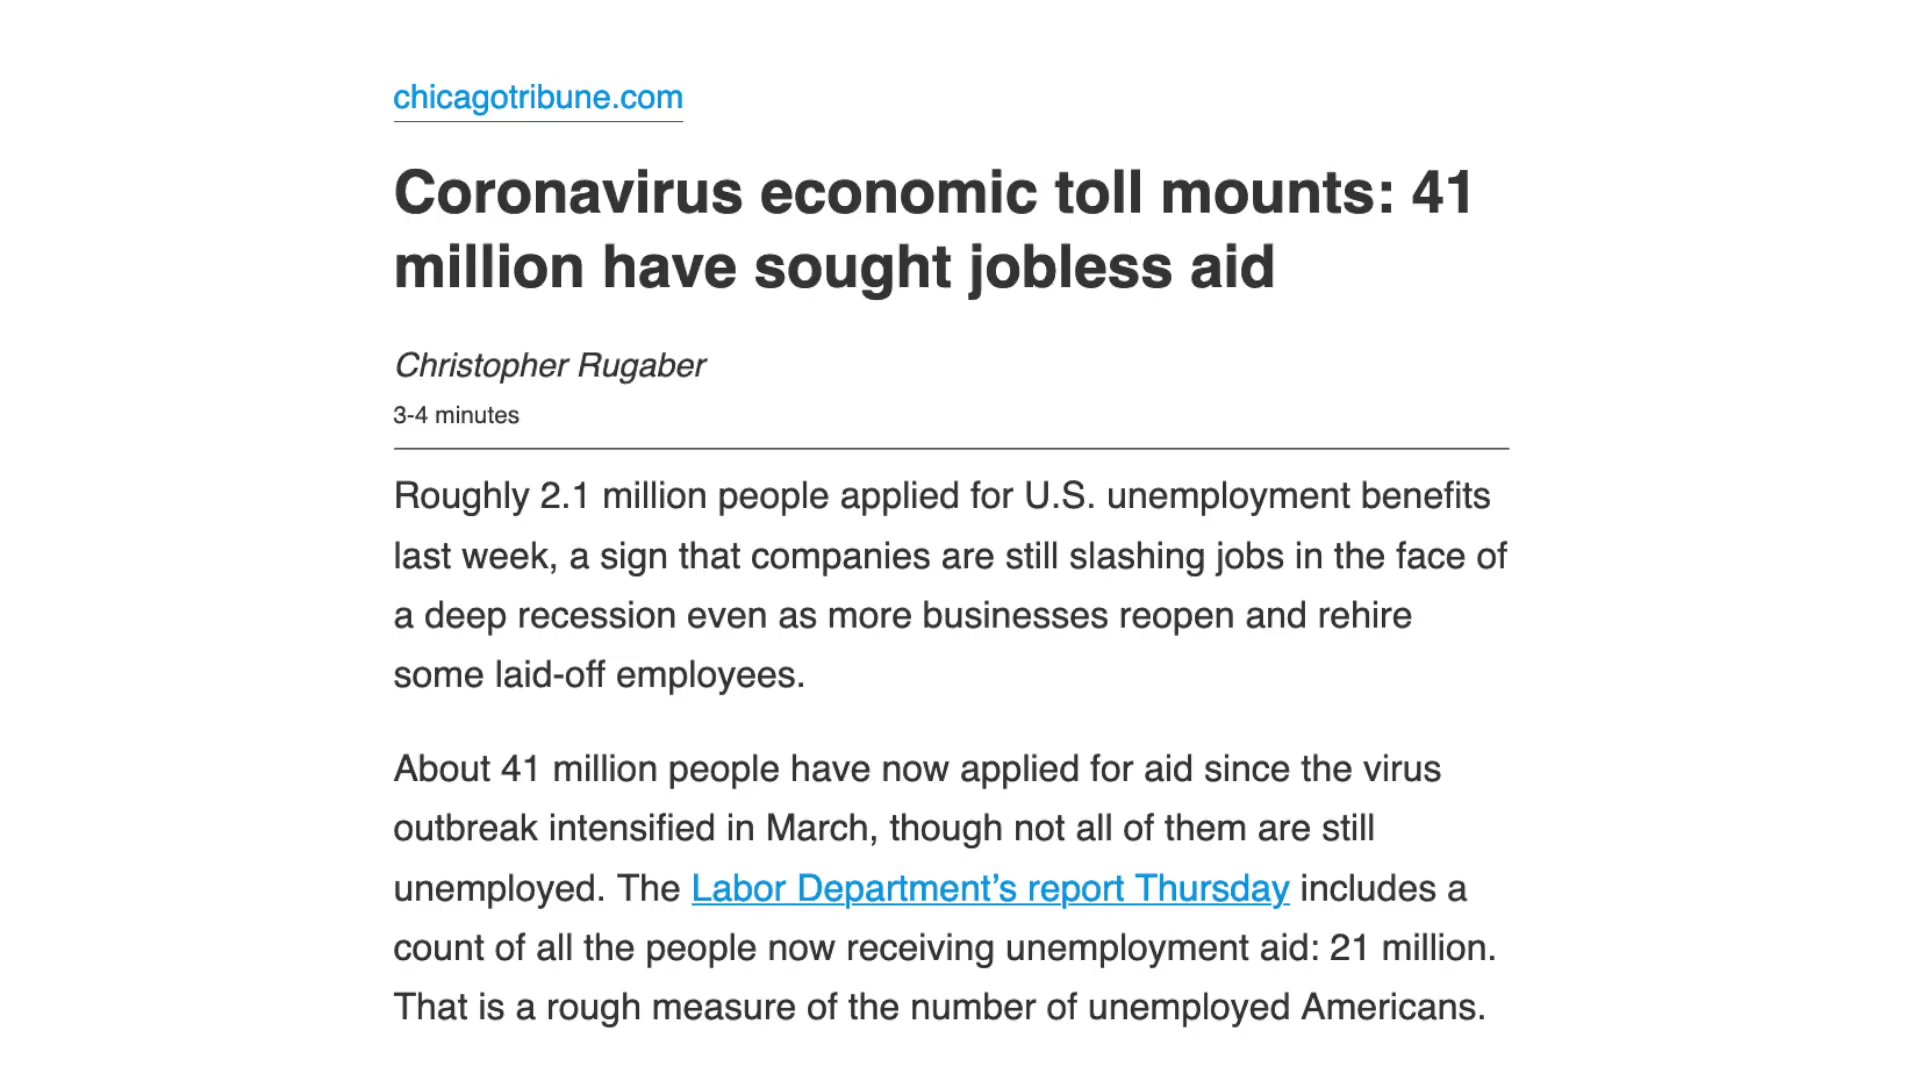 chicagotribune.com
Coronavirus economic toll mounts: 41
million have sought jobless aid
Christopher Rugaber
3-4 minutes
Roughly 2.1 million people applied for U.S. unemployment benefits
last week, a sign that companies are still slashing jobs in the face of
a deep recession even as more businesses reopen and rehire
some laid-off employees.
About 41 million people have now applied for aid since the virus
outbreak intensified in March, though not all of them are still
unemployed. The Labor Department’s report Thursday includes a
count of all the people now receiving unemployment aid: 21 million.
That is a rough measure of the number of unemployed Americans.